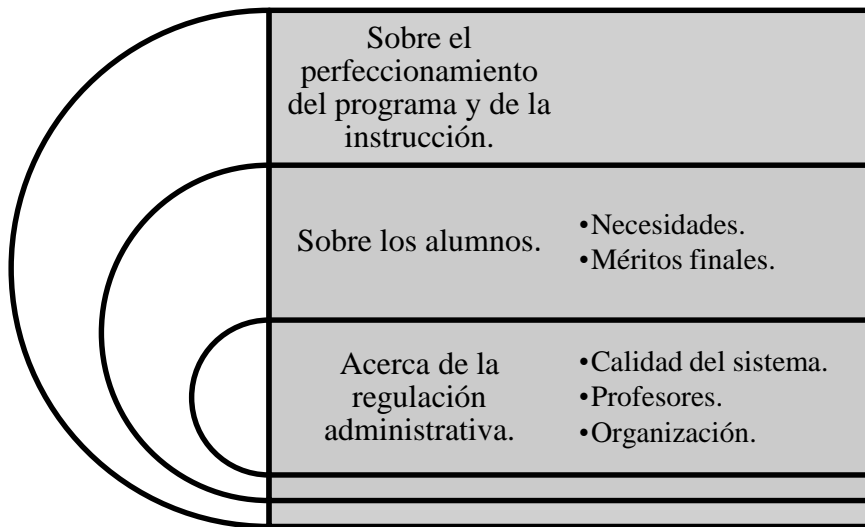 Sobre el
perfeccionamiento
del programa y de la
instrucción.
Sobre los alumnos.
•Necesidades.
•Méritos finales.
Acerca de la
regulación
administrativa.
•Calidad del sistema.
•Profesores.
•Organización.